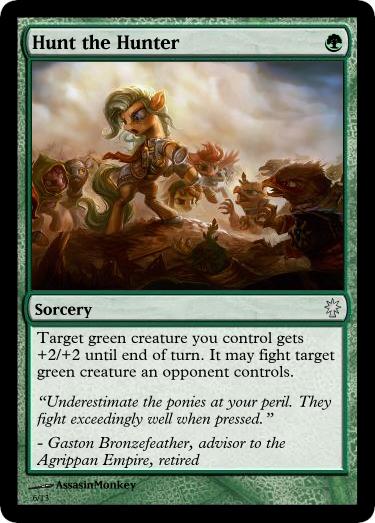 Hunt the Hunter
Sorcery
Target green creature you control gets
+2/+2 until end of turn. It may fight target
green creature an opponent controls.
"Underestimate the ponies at your peril. They
fight exceedingly well when pressed."
- Gaston Bronzefeather, advisor to the
Agrippan Empire, retired
AssasinMonkey
6/13